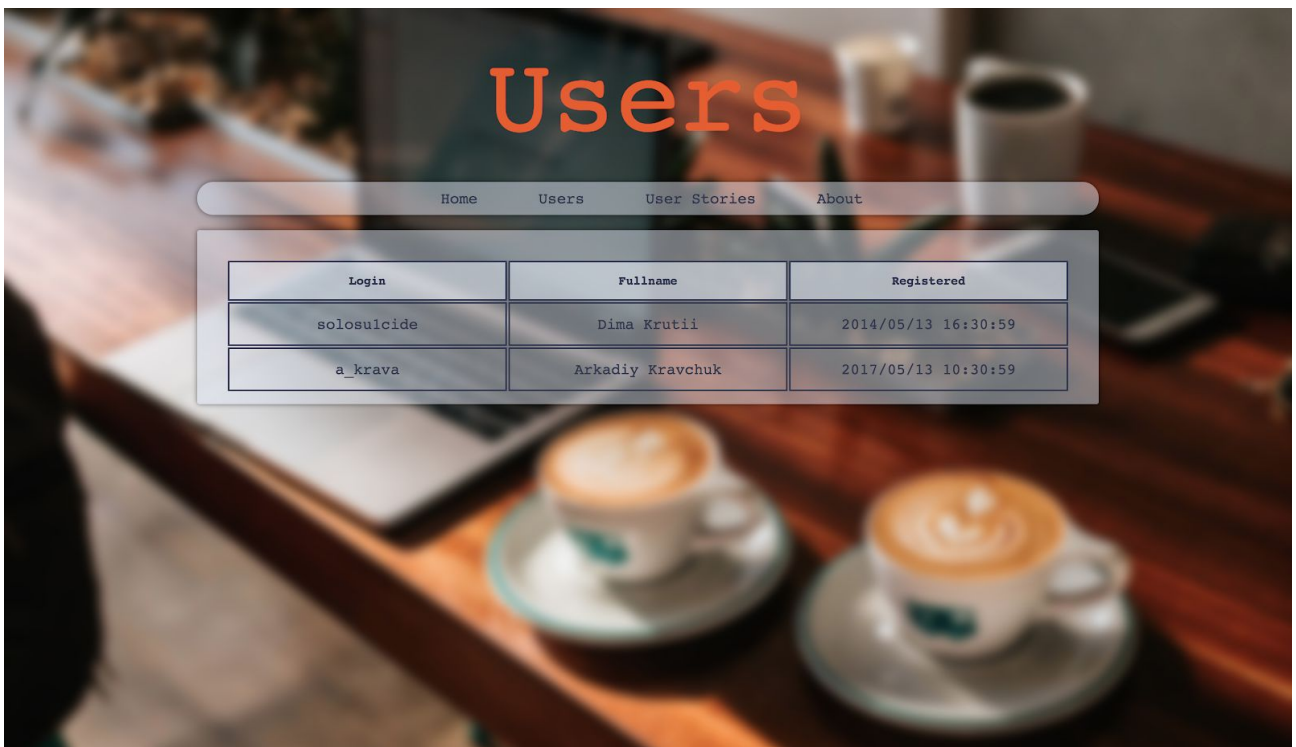 Users
Home Users User Stories About
Login Fullname Registered
solosu1cide Dima Krutii 2014/05/13 16:30:59
a_krava Arkadiy Kravchuk 2017/05/13 10:30:59